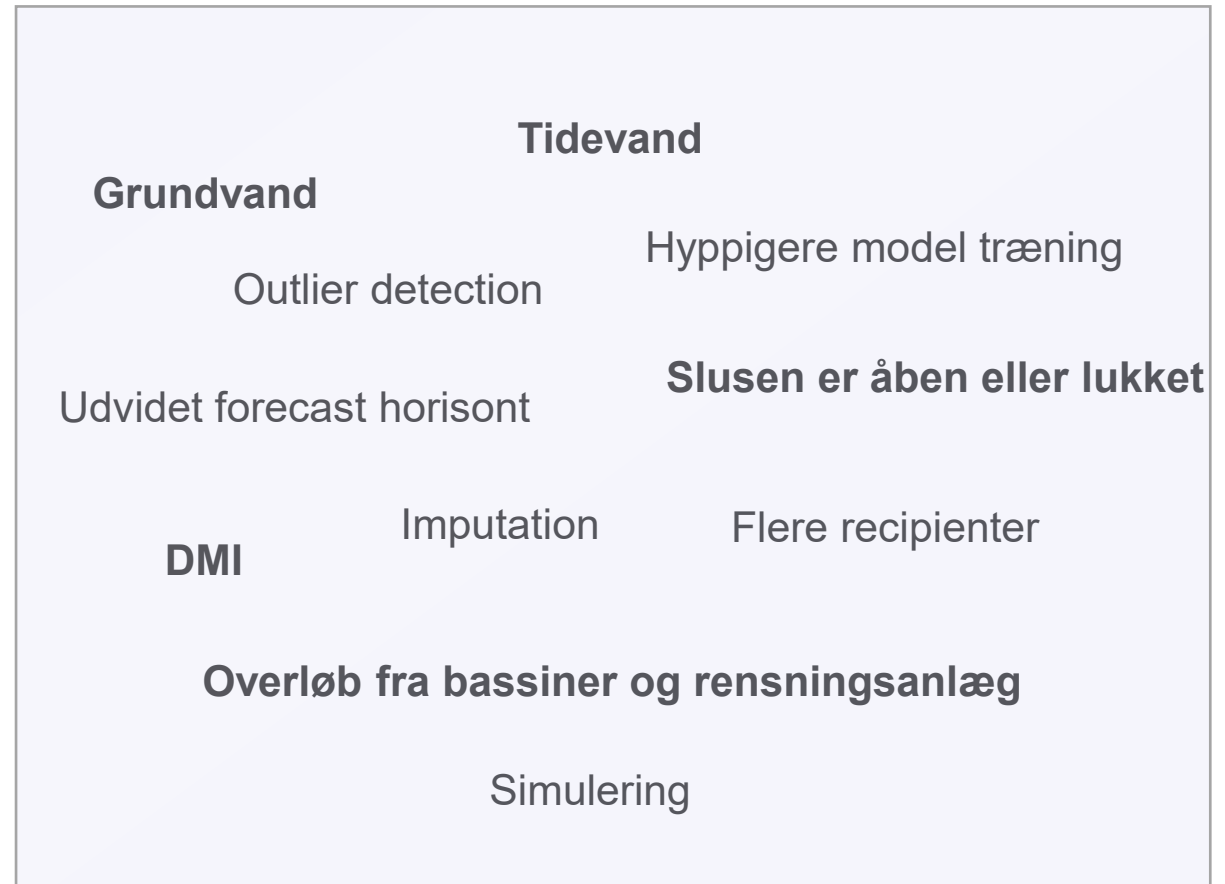 Tidevand
Grundvand
Hyppigere model træning
Outlier detection
Slusen er åben eller lukket
Udvidet forecast horisont
Imputation
Flere recipienter
DMI
Overløb fra bassiner og rensningsanlæg
Simulering